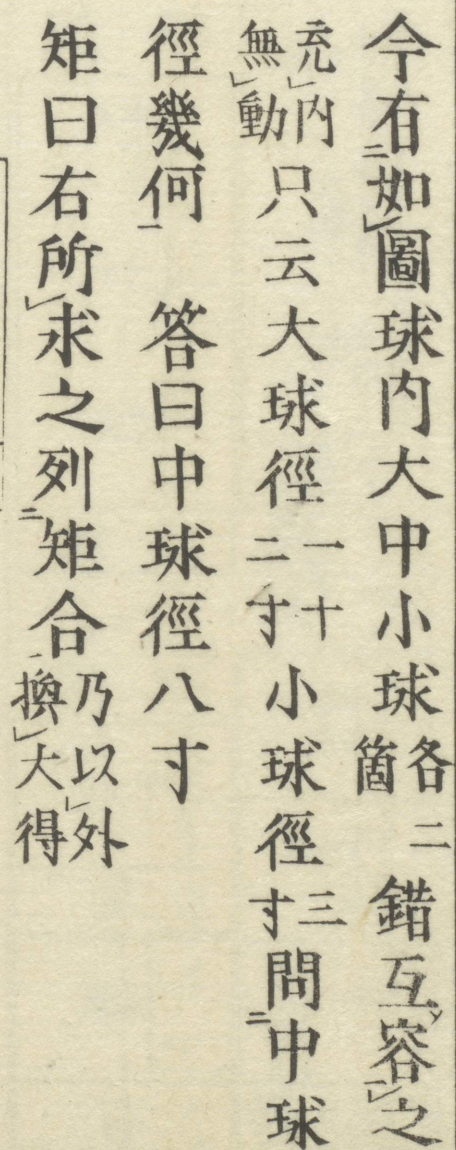 今有如圖球内大中小球各二箇錯互容之
充内無動只云大球徑一十二寸小球徑三寸問中球
徑幾何　答曰中球徑八寸
矩曰右所求之列矩合乃以外換大得